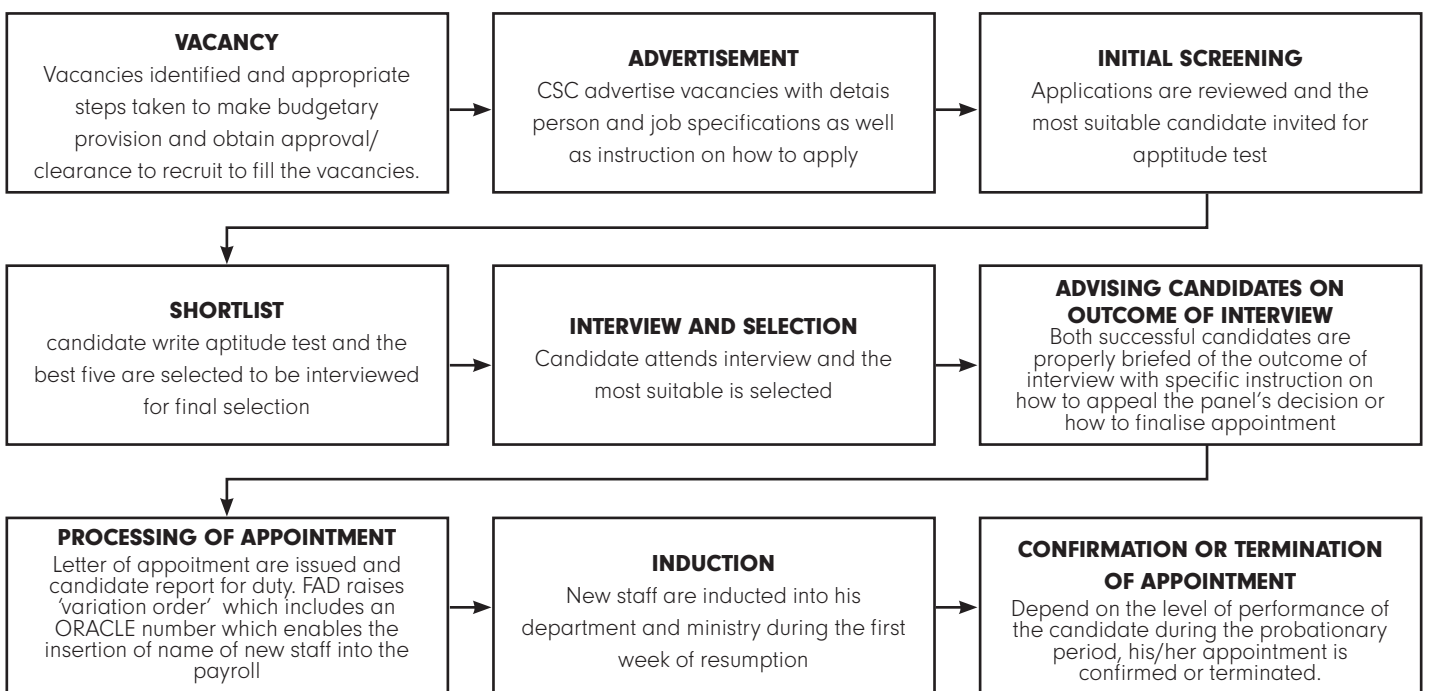 VACANCY
Vacancies identified and appropriate
steps taken to make budgetary
provision and obtain approval/
clearance to recruit to fill the vacancies.
ADVERTISEMENT
CSC advertise vacancies with detais
person and job specifications as well
as instruction on how to apply
INITIAL SCREENING
Applications are reviewed and the
most suitable candidate invited for
apptitude test
SHORTLIST
candidate write aptitude test and the
best five are selected to be interviewed
for final selection
INTERVIEW AND SELECTION
Candidate attends interview and the
most suitable is selected
ADVISING CANDIDATES ON
OUTCOME OF INTERVIEW
Both successful candidates are
properly briefed of the outcome of
interview with specific instruction on
how to appeal the panel’s decision or
how to finalise appointment
PROCESSING OF APPOINTMENT
Letter of appoitment are issued and
candidate report for duty. FAD raises
‘variation order’ which includes an
ORACLE number which enables the
insertion of name of new staff into the
payroll
INDUCTION
New staff are inducted into his
department and ministry during the first
week of resumption
CONFIRMATION OR TERMINATION
OF APPOINTMENT
Depend on the level of performance of
the candidate during the probationary
period, his/her appointment is
confirmed or terminated.